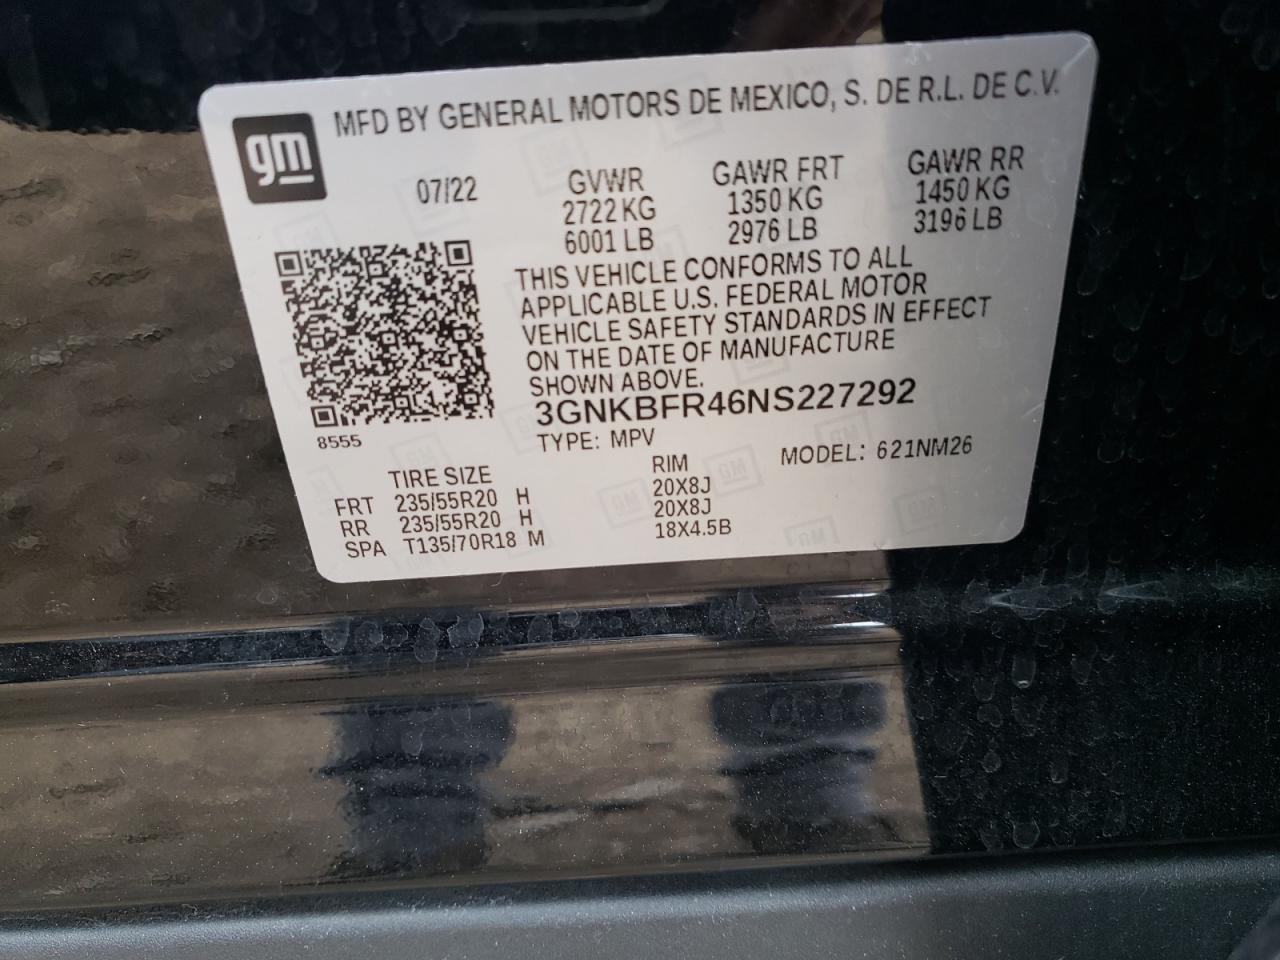 MFD BY GENERAL MOTORS DE MEXICO, S. DE R.L. DE C.V.
gm
07/22
GVWR
2722 KG
6001 LB
GAWR FRT
1350 KG
2976 LB
GAWR RR
1450 KG
3196 LB
THIS VEHICLE CONFORMS TO ALL
APPLICABLE U.S. FEDERAL MOTOR
VEHICLE SAFETY STANDARDS IN EFFECT
ON THE DATE OF MANUFACTURE
SHOWN ABOVE.
3GNKBFR46NS227292
8555
TYPE: MPV
MODEL: 621NM26
TIRE SIZE RIM
FRT 235/55R20 H 20X8J
RR 235/55R20 H 20X8J
SPA T135/70R18 M 18X4.5B